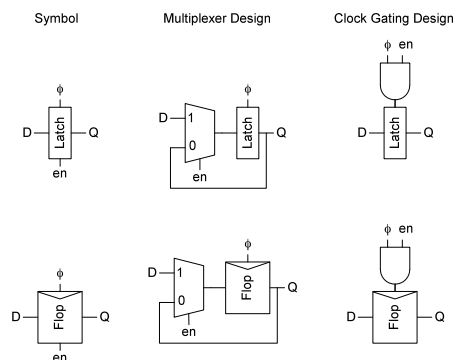 Symbol Multiplexer Design Clock Gating Design
ϕ en
ϕ ϕ
D Latch Q D 1 0 Latch Q D Latch Q
en en
ϕ en
ϕ ϕ
D Flop Q D 1 0 Flop Q D Flop Q
en en